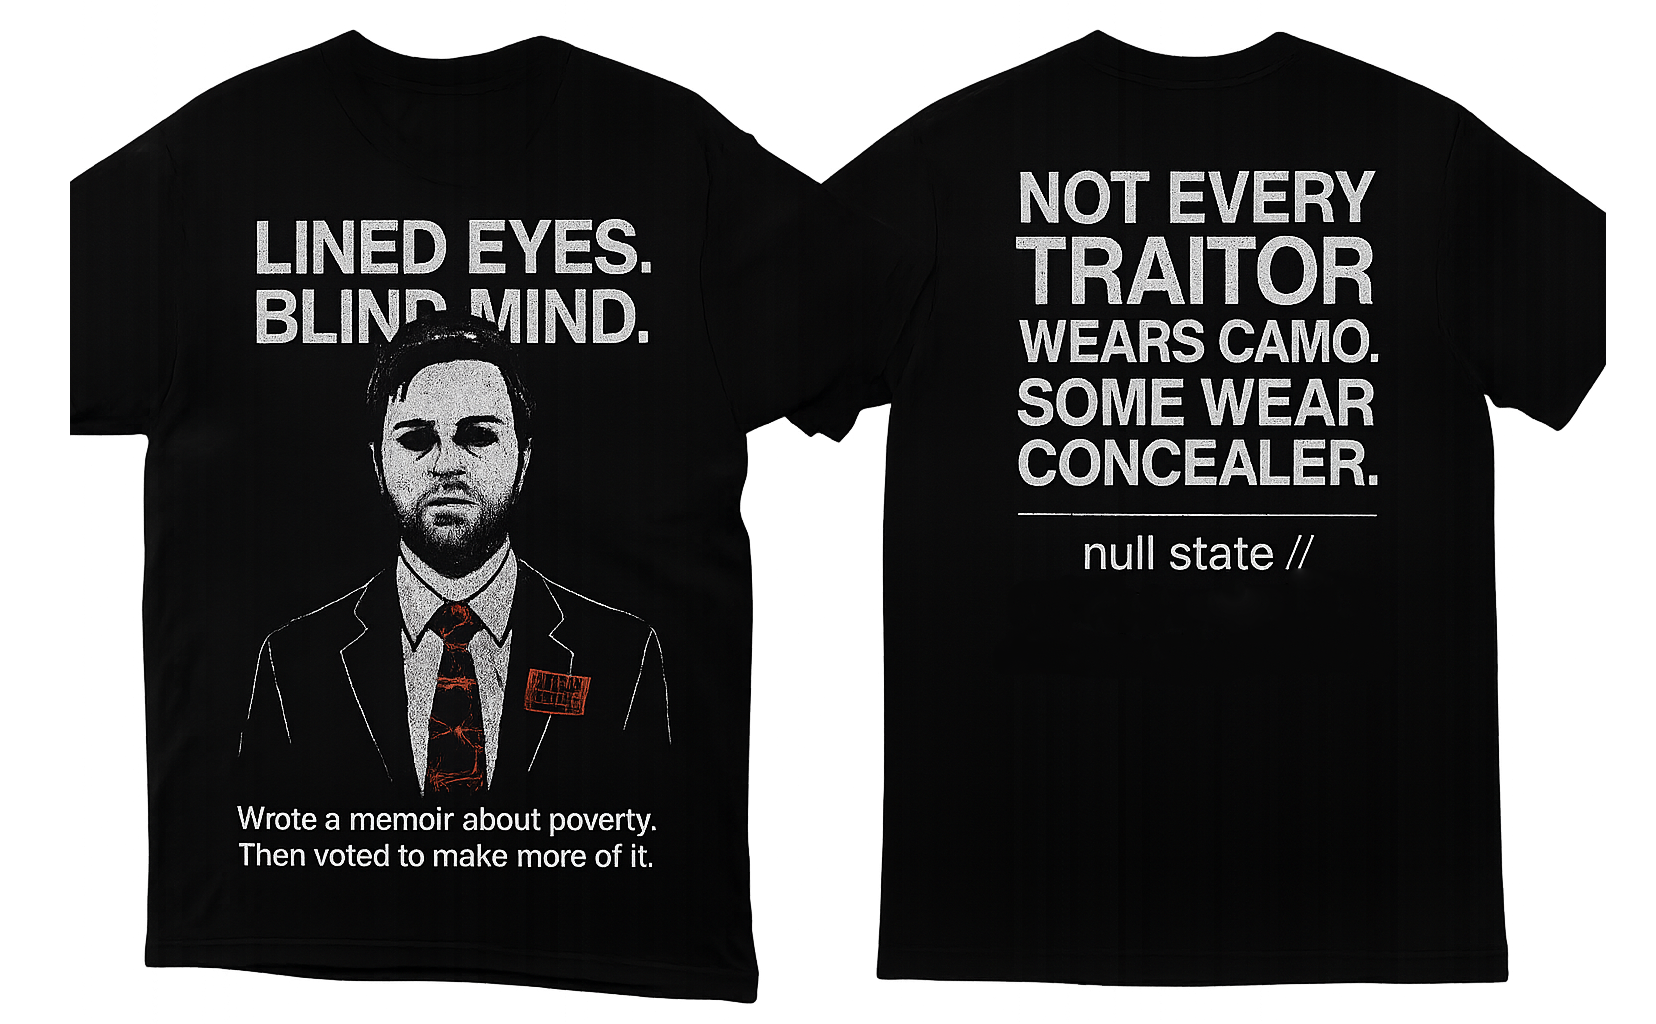 LINED EYES.
BLIND MIND.
Wrote a memoir about poverty.
Then voted to make more of it.
NOT EVERY
TRAITOR
WEARS CAMO.
SOME WEAR
CONCEALER.
null state //